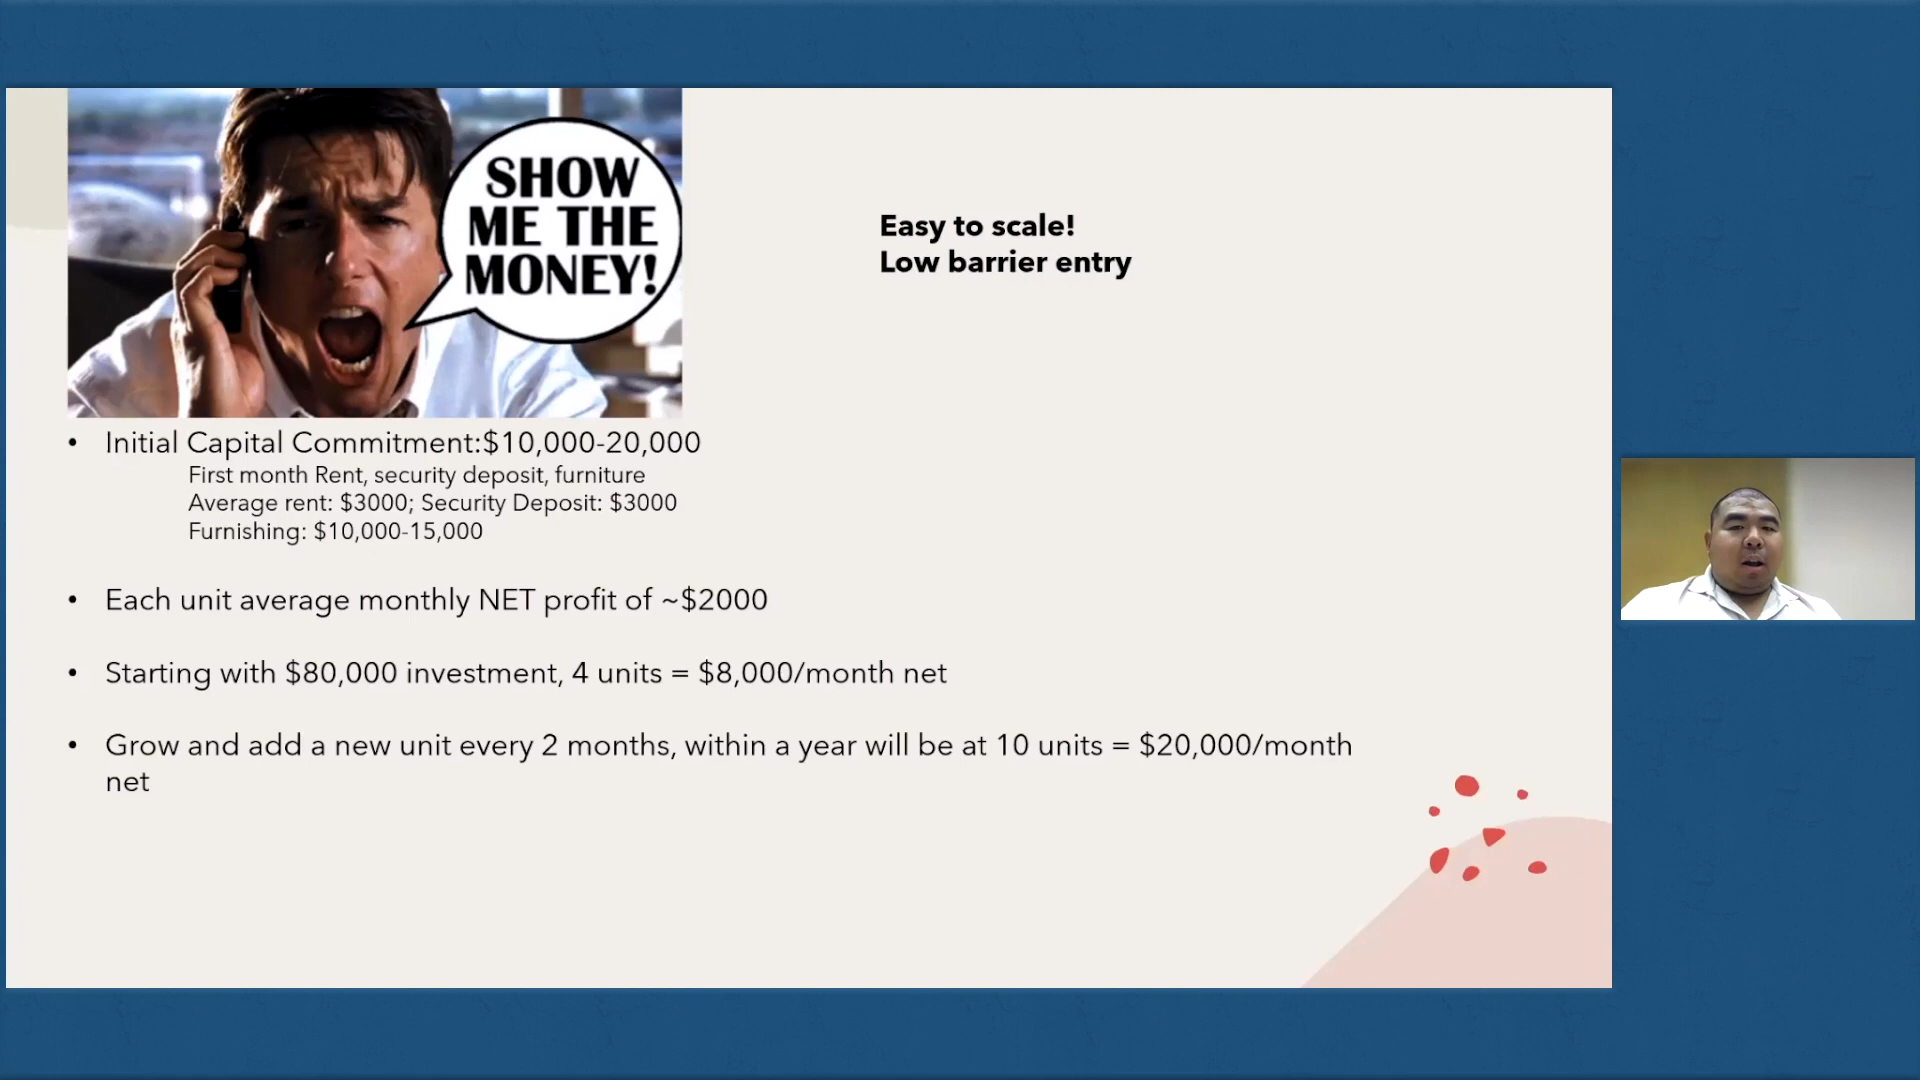 SHOW
ME THE
MONEY!
Easy to scale!
Low barrier entry
• Initial Capital Commitment:$10,000-20,000
First month Rent, security deposit, furniture
Average rent: $3000; Security Deposit: $3000
Furnishing: $10,000-15,000
• Each unit average monthly NET profit of ~$2000
• Starting with $80,000 investment, 4 units = $8,000/month net
• Grow and add a new unit every 2 months, within a year will be at 10 units = $20,000/month
net